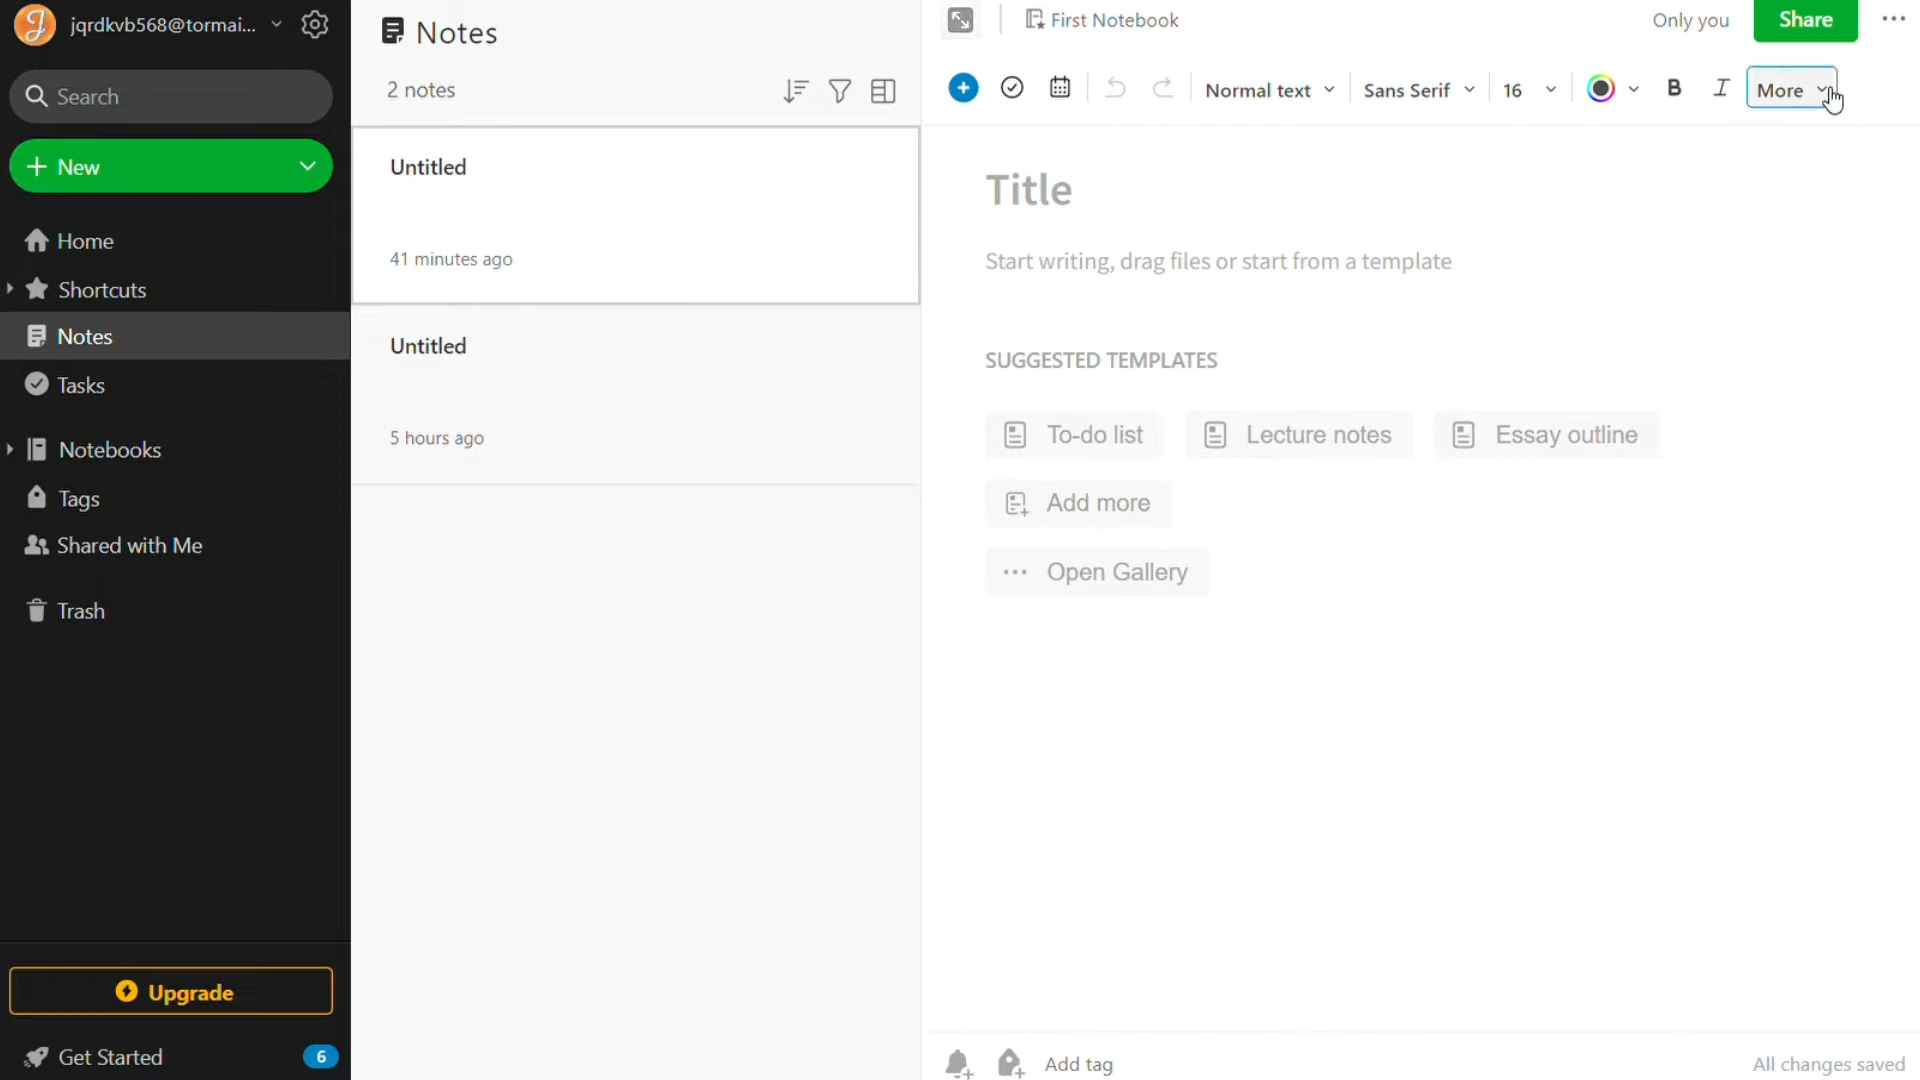 jqrdkvb568@tormai...
Search
New
Home
Shortcuts
Notes
Tasks
Notebooks
Tags
Shared with Me
Trash
Upgrade
Get Started
6
Notes
2 notes
Untitled
41 minutes ago
Untitled
5 hours ago
First Notebook
Only you
Share
Normal text
Sans Serif
16
B
I
More
Title
Start writing, drag files or start from a template
SUGGESTED TEMPLATES
To-do list
Lecture notes
Essay outline
Add more
Open Gallery
Add tag
All changes saved